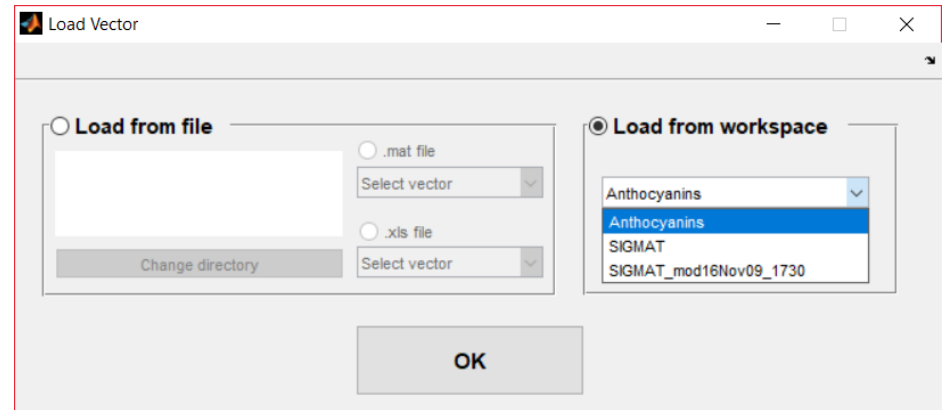 Load Vector
Load from file
.mat file
Select vector
.xls file
Select vector
Change directory
Load from workspace
Anthocyanins
Anthocyanins
SIGMAT
SIGMAT_mod16Nov09_1730
OK